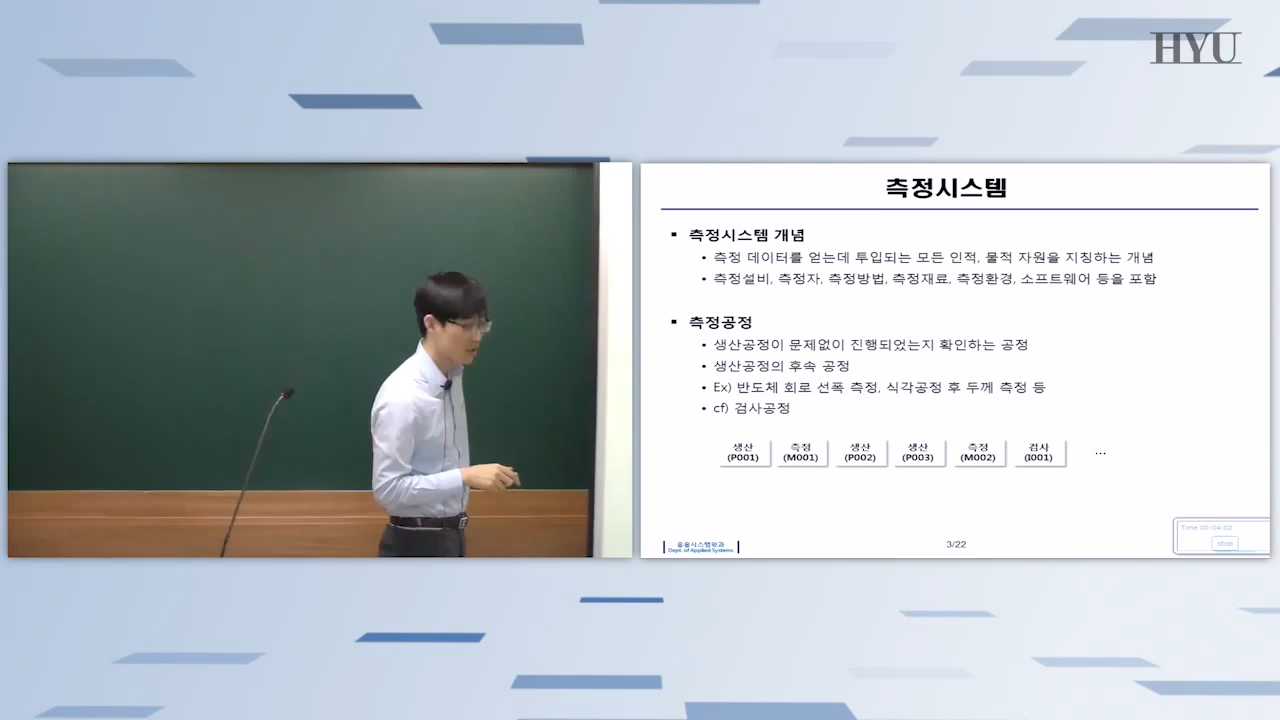 HYU
측정시스템
▪ 측정시스템 개념
• 측정 데이터를 얻는데 투입되는 모든 인적, 물적 자원을 지칭하는 개념
• 측정설비, 측정자, 측정방법, 측정재료, 측정환경, 소프트웨어 등을 포함
▪ 측정공정
• 생산공정이 문제없이 진행되었는지 확인하는 공정
• 생산공정의 후속 공정
• Ex) 반도체 회로 선폭 측정, 식각공정 후 두께 측정 등
• cf) 검사공정
생산 측정 생산 생산 측정 검사
(P001) (M001) (P002) (P003) (M002) (I001) ...
Time 00:04:02
stop
응용시스템학과
Dept. of Applied Systems
3/22